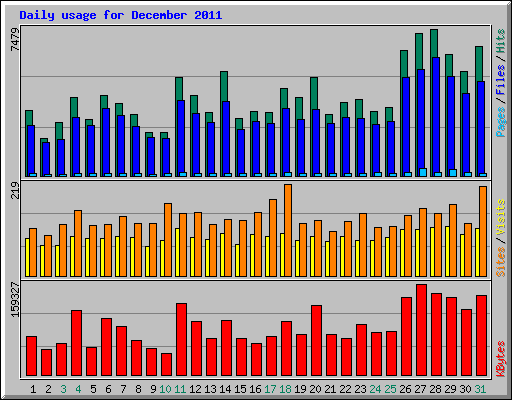 Daily usage for December 2011
7479
Pages / Files / Hits
219
Sites / Visits
159327
KBytes
1 2 3 4 5 6 7 8 9 10 11 12 13 14 15 16 17 18 19 20 21 22 23 24 25 26 27 28 29 30 31